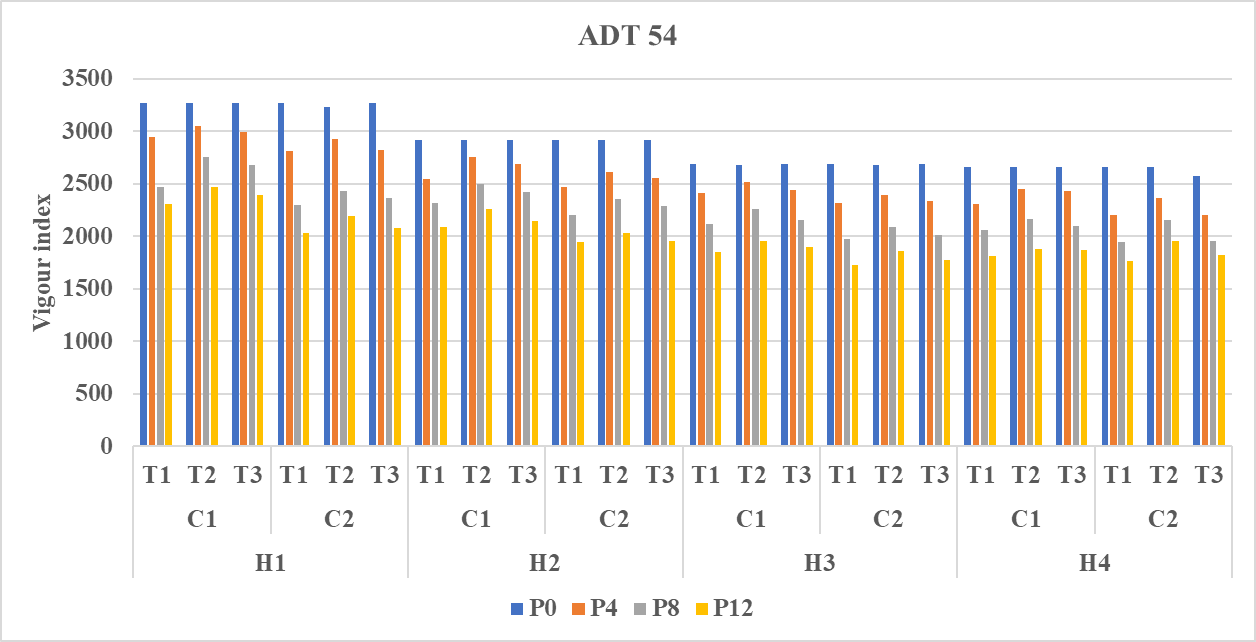 ADT 54
Vigour index
3500
3000
2500
2000
1500
1000
500
0
T1 T2 T3 T1 T2 T3 T1 T2 T3 T1 T2 T3 T1 T2 T3 T1 T2 T3 T1 T2 T3 T1 T2 T3
C1 C2 C1 C2 C1 C2 C1 C2
H1 H2 H3 H4
P0 P4 P8 P12